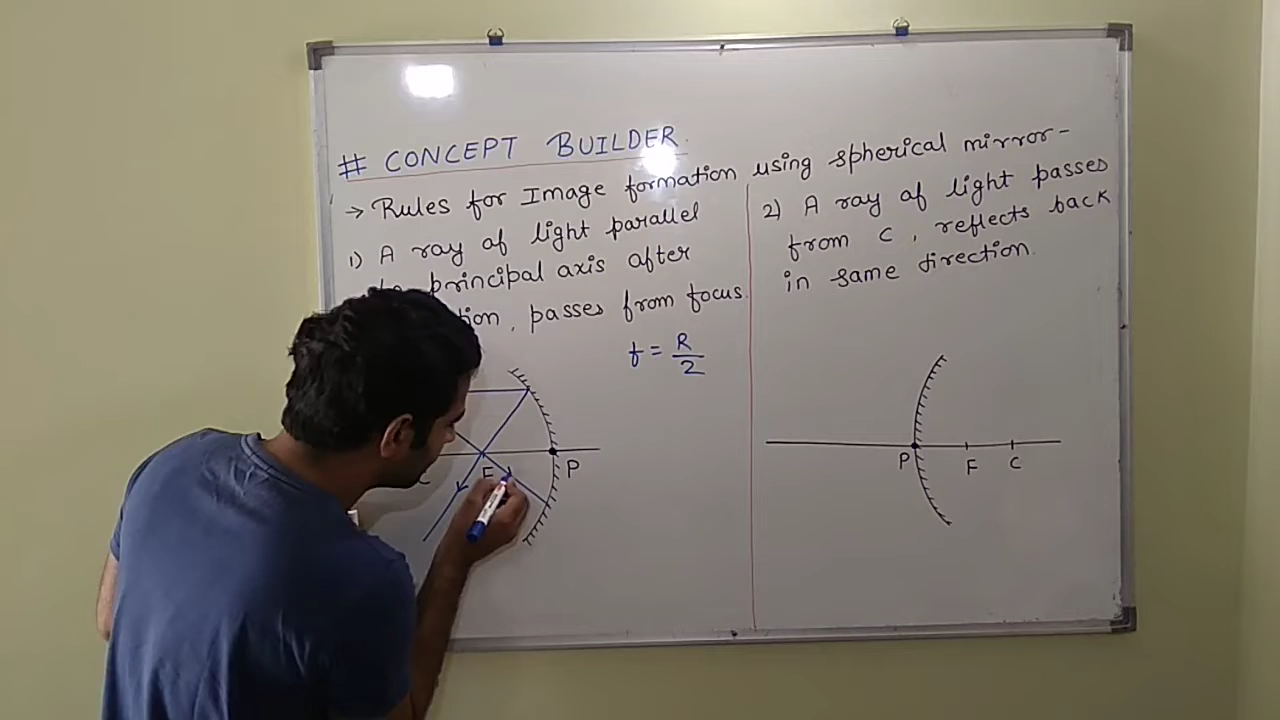 # CONCEPT BUILDER.
→ Rules for Image formation using spherical mirror-
1) A ray of light parallel
principal axis after
, passes from focus.
f = R/2
F
P
2) A ray of light passes
from C, reflects back
in same direction.
P F C